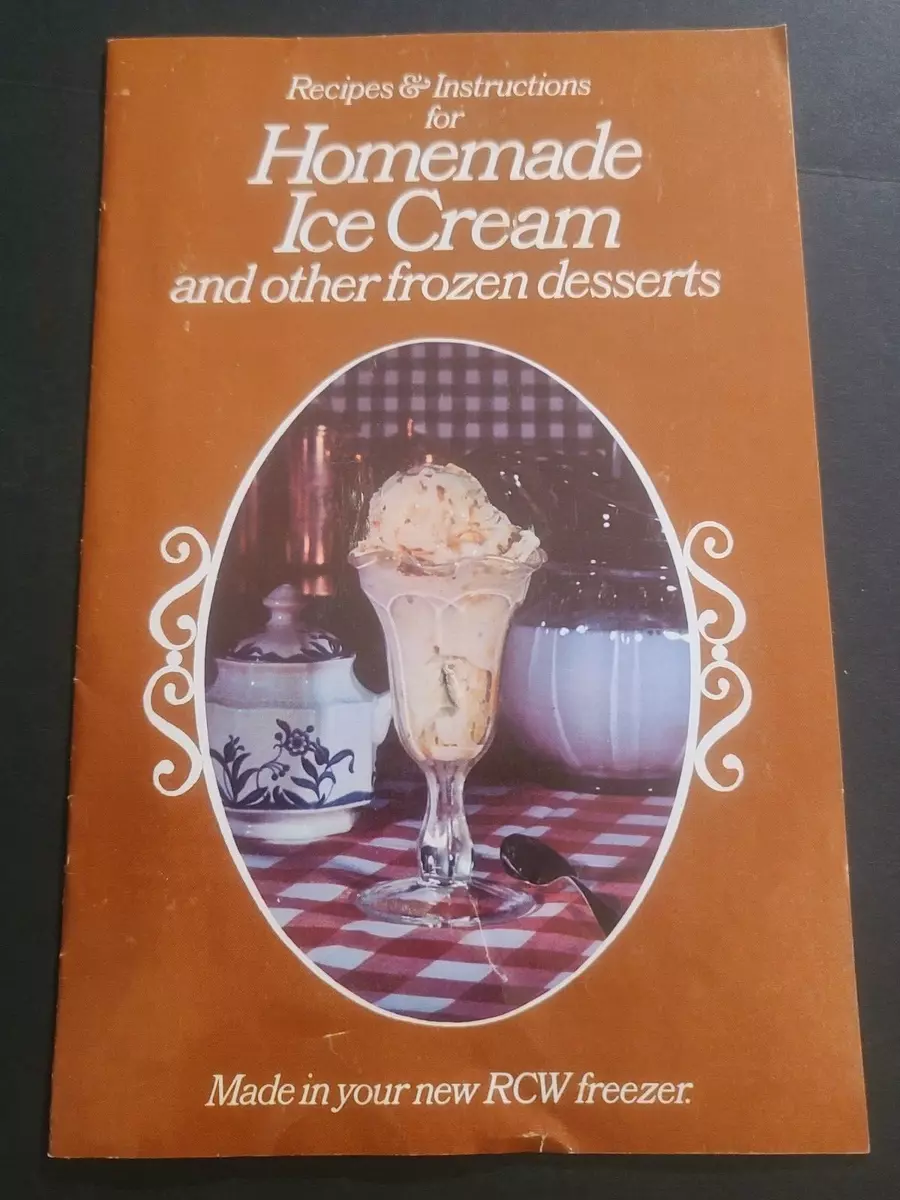 Recipes & Instructions
for
Homemade
Ice Cream
and other frozen desserts
Made in your new RCW freezer.